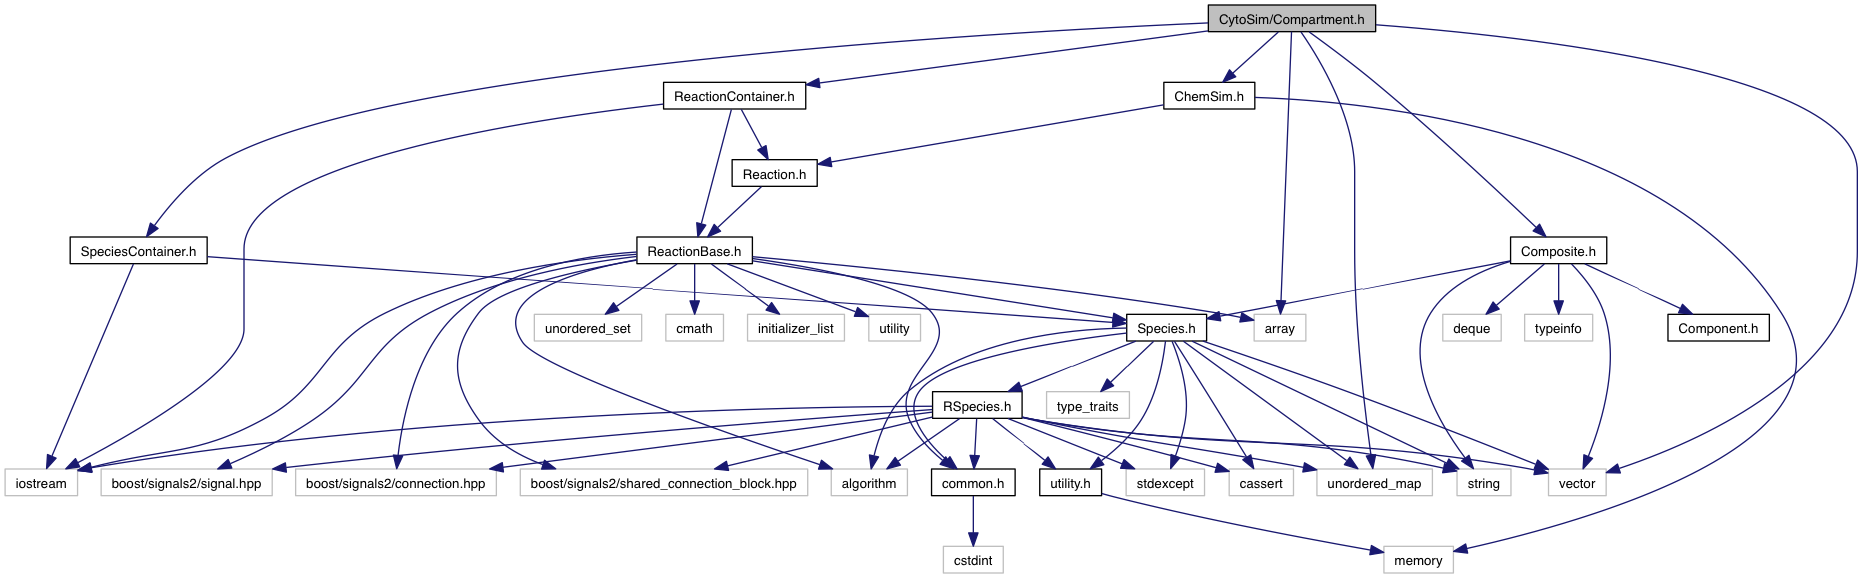 CytoSim/Compartment.h
ReactionContainer.h
ChemSim.h
Reaction.h
SpeciesContainer.h
ReactionBase.h
Composite.h
unordered_set
cmath
initializer_list
utility
Species.h
array
deque
typeinfo
Component.h
RSpecies.h
type_traits
iostream
boost/signals2/signal.hpp
boost/signals2/connection.hpp
boost/signals2/shared_connection_block.hpp
algorithm
common.h
utility.h
stdexcept
cassert
unordered_map
string
vector
cstdint
memory